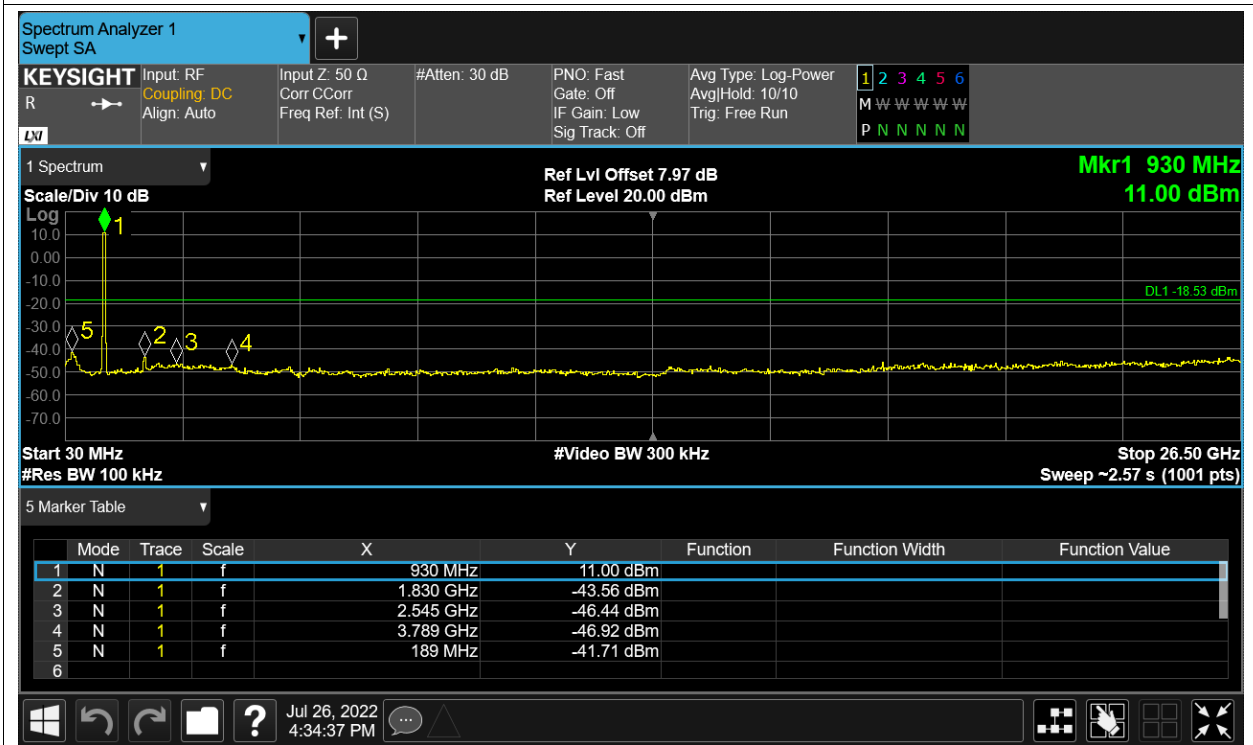 Spectrum Analyzer 1
Swept SA
KEYSIGHT
R
LXI
Input: RF
Coupling: DC
Align: Auto
Input Z: 50 Ω
Corr CCorr
Freq Ref: Int (S)
#Atten: 30 dB
PNO: Fast
Gate: Off
IF Gain: Low
Sig Track: Off
Avg Type: Log-Power
Avg|Hold: 10/10
Trig: Free Run
1 2 3 4 5 6
M W W W W W
P N N N N N
1 Spectrum
Scale/Div 10 dB
Ref Lvl Offset 7.97 dB
Ref Level 20.00 dBm
Mkr1 930 MHz
11.00 dBm
Log
10.0
0.00
-10.0
-20.0
-30.0
-40.0
-50.0
-60.0
-70.0
1
DL1 -18.53 dBm
5 2 3 4
Start 30 MHz
#Video BW 300 kHz
Stop 26.50 GHz
#Res BW 100 kHz
Sweep ~2.57 s (1001 pts)
5 Marker Table
Mode Trace Scale X Y Function Function Width Function Value
1 N 1 f 930 MHz 11.00 dBm
2 N 1 f 1.830 GHz -43.56 dBm
3 N 1 f 2.545 GHz -46.44 dBm
4 N 1 f 3.789 GHz -46.92 dBm
5 N 1 f 189 MHz -41.71 dBm
6
?
Jul 26, 2022
4:34:37 PM